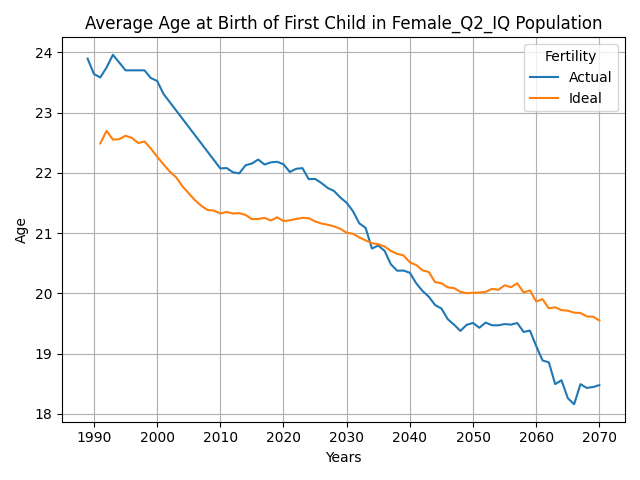 Average Age at Birth of First Child in Female_Q2_IQ Population
Fertility
Actual
Ideal
Age
24
23
22
21
20
19
18
1990 2000 2010 2020 2030 2040 2050 2060 2070
Years